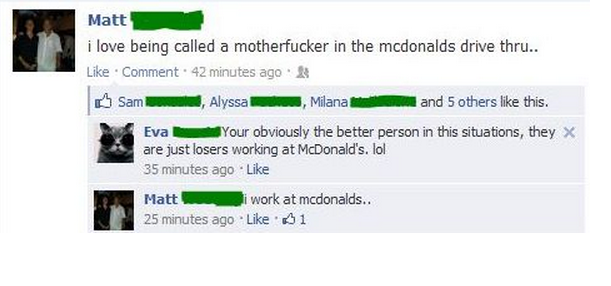 Matt
i love being called a motherfucker in the mcdonalds drive thru..
Like · Comment · 42 minutes ago ·
Sam , Alyssa , Milana and 5 others like this.
Eva Your obviously the better person in this situations, they
are just losers working at McDonald's. lol
35 minutes ago · Like
Matt i work at mcdonalds..
25 minutes ago · Like · 1